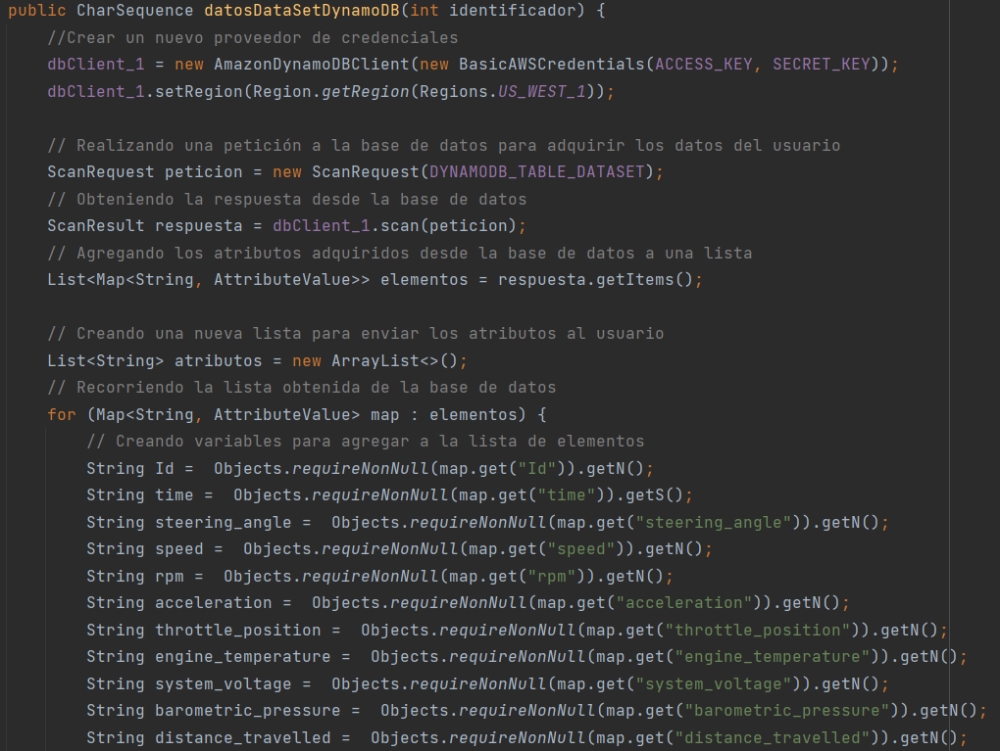 public CharSequence datosDataSetDynamoDB(int identificador) {
//Crear un nuevo proveedor de credenciales
dbClient_1 = new AmazonDynamoDBClient(new BasicAWSCredentials(ACCESS_KEY, SECRET_KEY));
dbClient_1.setRegion(Region.getRegion(Regions.US_WEST_1));
// Realizando una petición a la base de datos para adquirir los datos del usuario
ScanRequest peticion = new ScanRequest(DYNAMODB_TABLE_DATASET);
// Obteniendo la respuesta desde la base de datos
ScanResult respuesta = dbClient_1.scan(peticion);
// Agregando los atributos adquiridos desde la base de datos a una lista
List<Map<String, AttributeValue>> elementos = respuesta.getItems();
// Creando una nueva lista para enviar los atributos al usuario
List<String> atributos = new ArrayList<>();
// Recorriendo la lista obtenida de la base de datos
for (Map<String, AttributeValue> map : elementos) {
// Creando variables para agregar a la lista de elementos
String Id =  Objects.requireNonNull(map.get("Id")).getN();
String time =  Objects.requireNonNull(map.get("time")).getS();
String steering_angle =  Objects.requireNonNull(map.get("steering_angle")).getN();
String speed =  Objects.requireNonNull(map.get("speed")).getN();
String rpm =  Objects.requireNonNull(map.get("rpm")).getN();
String acceleration =  Objects.requireNonNull(map.get("acceleration")).getN();
String throttle_position =  Objects.requireNonNull(map.get("throttle_position")).getN();
String engine_temperature =  Objects.requireNonNull(map.get("engine_temperature")).getN();
String system_voltage =  Objects.requireNonNull(map.get("system_voltage")).getN();
String barometric_pressure =  Objects.requireNonNull(map.get("barometric_pressure")).getN();
String distance_travelled =  Objects.requireNonNull(map.get("distance_travelled")).getN();